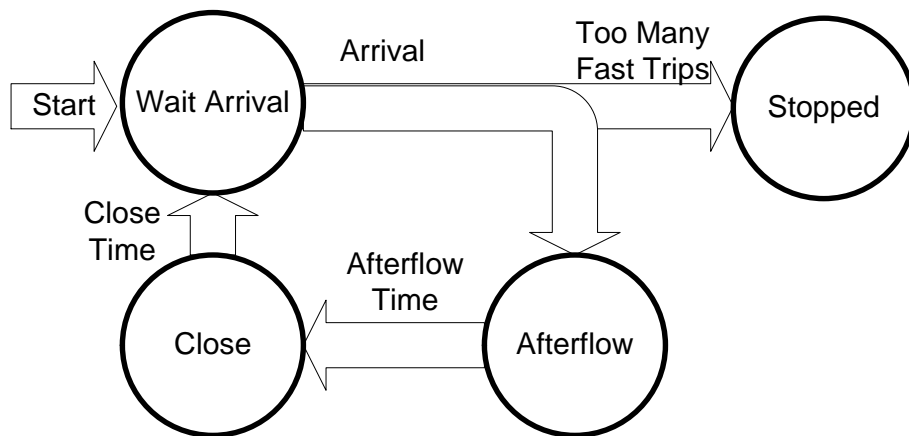 Start
Wait Arrival
Arrival
Too Many
Fast Trips
Stopped
Close
Time
Afterflow
Time
Close
Afterflow